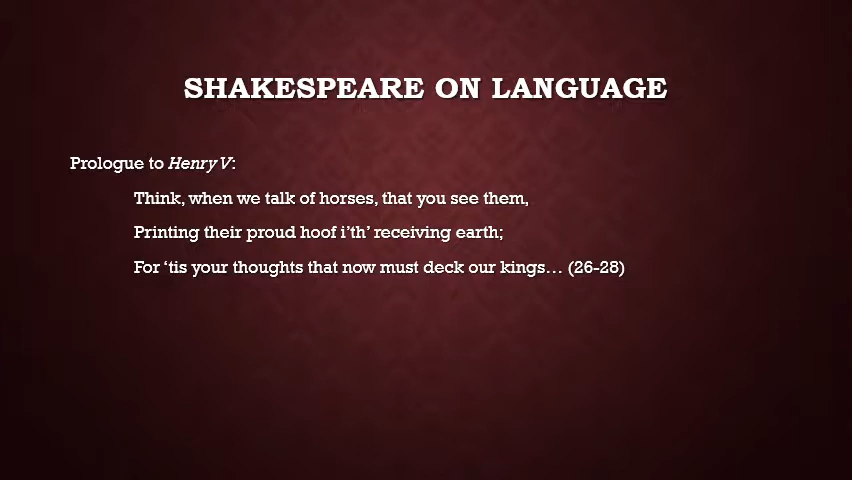 SHAKESPEARE ON LANGUAGE
Prologue to Henry V:
Think, when we talk of horses, that you see them,
Printing their proud hoof i’th’ receiving earth;
For ‘tis your thoughts that now must deck our kings… (26-28)